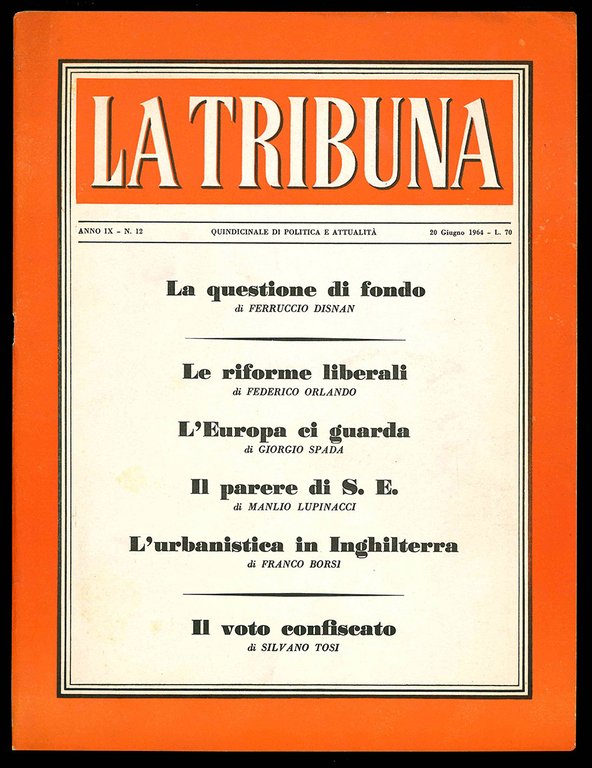 LA TRIBUNA
ANNO IX - N. 12 QUINDICINALE DI POLITICA E ATTUALITÀ 20 Giugno 1964 - L. 70
La questione di fondo
di FERRUCCIO DISNAN
Le riforme liberali
di FEDERICO ORLANDO
L'Europa ci guarda
di GIORGIO SPADA
Il parere di S. E.
di MANLIO LUPINACCI
L'urbanistica in Inghilterra
di FRANCO BORSI
Il voto confiscato
di SILVANO TOSI